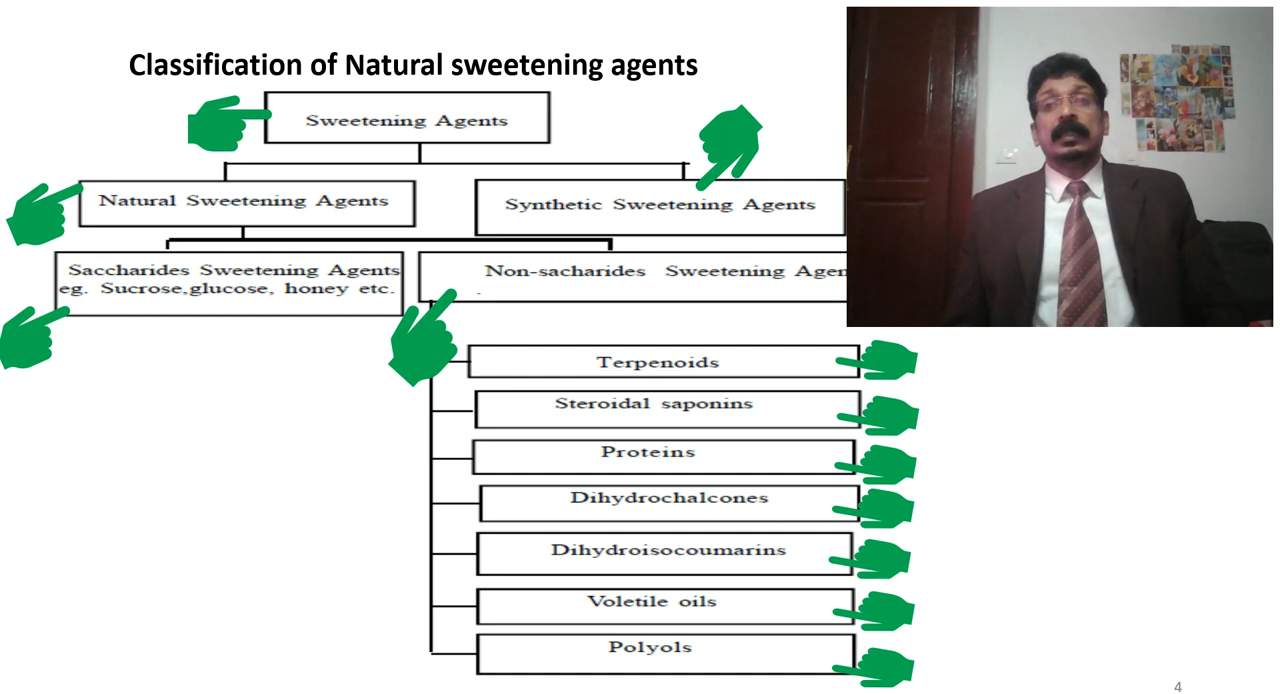 Classification of Natural sweetening agents
Sweetening Agents
Natural Sweetening Agents
Synthetic Sweetening Agents
Saccharides Sweetening Agents
eg. Sucrose,glucose, honey etc.
Non-sacharides Sweetening Agen
Terpenoids
Steroidal saponins
Proteins
Dihydrochalcones
Dihydroisocoumarins
Voletile oils
Polyols
4